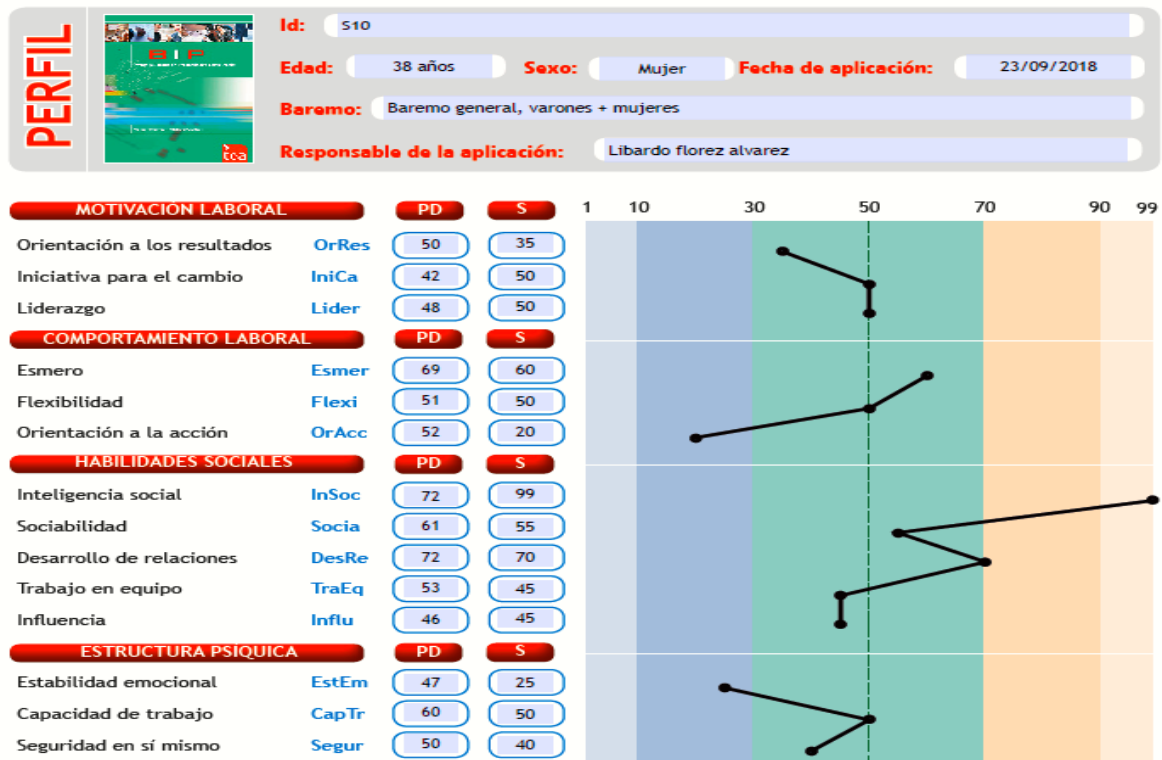 PERFIL
BIP
tea
Id: S10
Edad: 38 años Sexo: Mujer Fecha de aplicación: 23/09/2018
Baremo: Baremo general, varones + mujeres
Responsable de la aplicación: Libardo florez alvarez
MOTIVACIÓN LABORAL PD S 1 10 30 50 70 90 99
Orientación a los resultados OrRes 50 35
Iniciativa para el cambio IniCa 42 50
Liderazgo Lider 48 50
COMPORTAMIENTO LABORAL PD S
Esmero Esmer 69 60
Flexibilidad Flexi 51 50
Orientación a la acción OrAcc 52 20
HABILIDADES SOCIALES PD S
Inteligencia social InSoc 72 99
Sociabilidad Socia 61 55
Desarrollo de relaciones DesRe 72 70
Trabajo en equipo TraEq 53 45
Influencia Influ 46 45
ESTRUCTURA PSIQUICA PD S
Estabilidad emocional EstEm 47 25
Capacidad de trabajo CapTr 60 50
Seguridad en sí mismo Segur 50 40